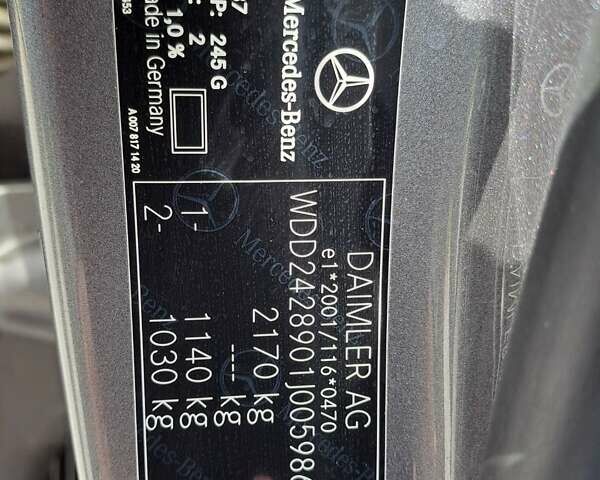 Mercedes-Benz
P: 245 G
: 2
1,0 %
ade in Germany
A 007 817 14 20
DAIMLER AG
e1*2001/116*0470
WDD2428901J005986
2170 kg
---- kg
1- 1140 kg
2- 1030 kg